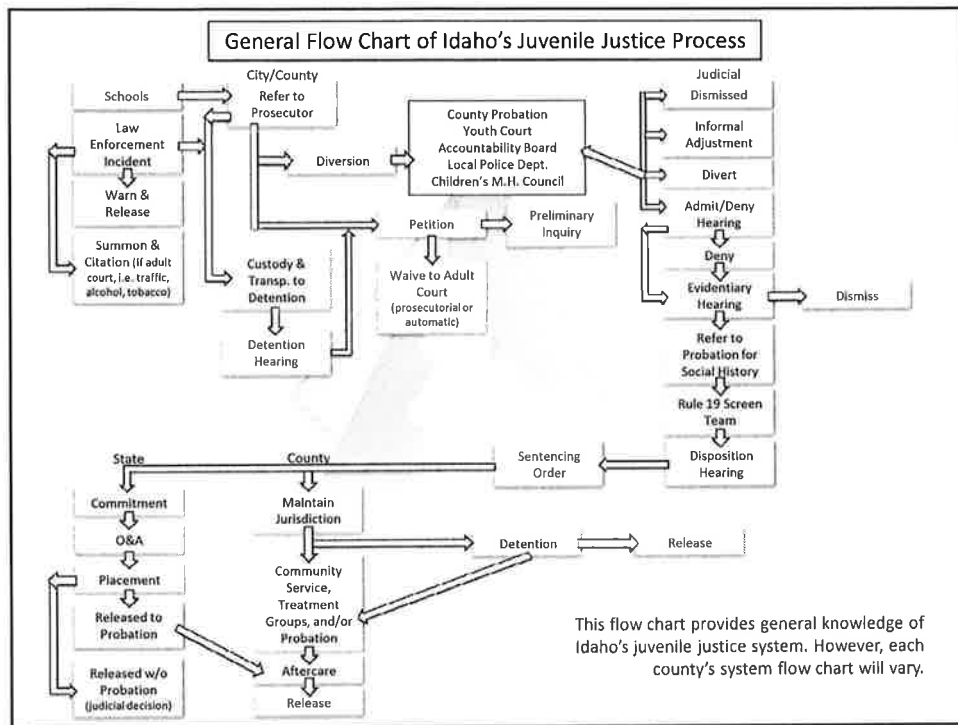 General Flow Chart of Idaho's Juvenile Justice Process
Schools
Law
Enforcement
Incident
Warn &
Release
Summon &
Citation (if adult
court, i.e. traffic,
alcohol, tobacco)
City/County
Refer to
Prosecutor
Diversion
County Probation
Youth Court
Accountability Board
Local Police Dept.
Children's M.H. Council
Petition
Preliminary
Inquiry
Waive to Adult
Court
(prosecutorial or
automatic)
Custody &
Transp. to
Detention
Detention
Hearing
Judicial
Dismissed
Informal
Adjustment
Divert
Admit/Deny
Hearing
Deny
Evidentiary
Hearing
Dismiss
Refer to
Probation for
Social History
Rule 19 Screen
Team
Disposition
Hearing
Sentencing
Order
State
County
Commitment
O&A
Placement
Released to
Probation
Released w/o
Probation
(judicial decision)
Maintain
Jurisdiction
Community
Service,
Treatment
Groups, and/or
Probation
Aftercare
Release
Detention
Release
This flow chart provides general knowledge of
Idaho's juvenile justice system. However, each
county's system flow chart will vary.